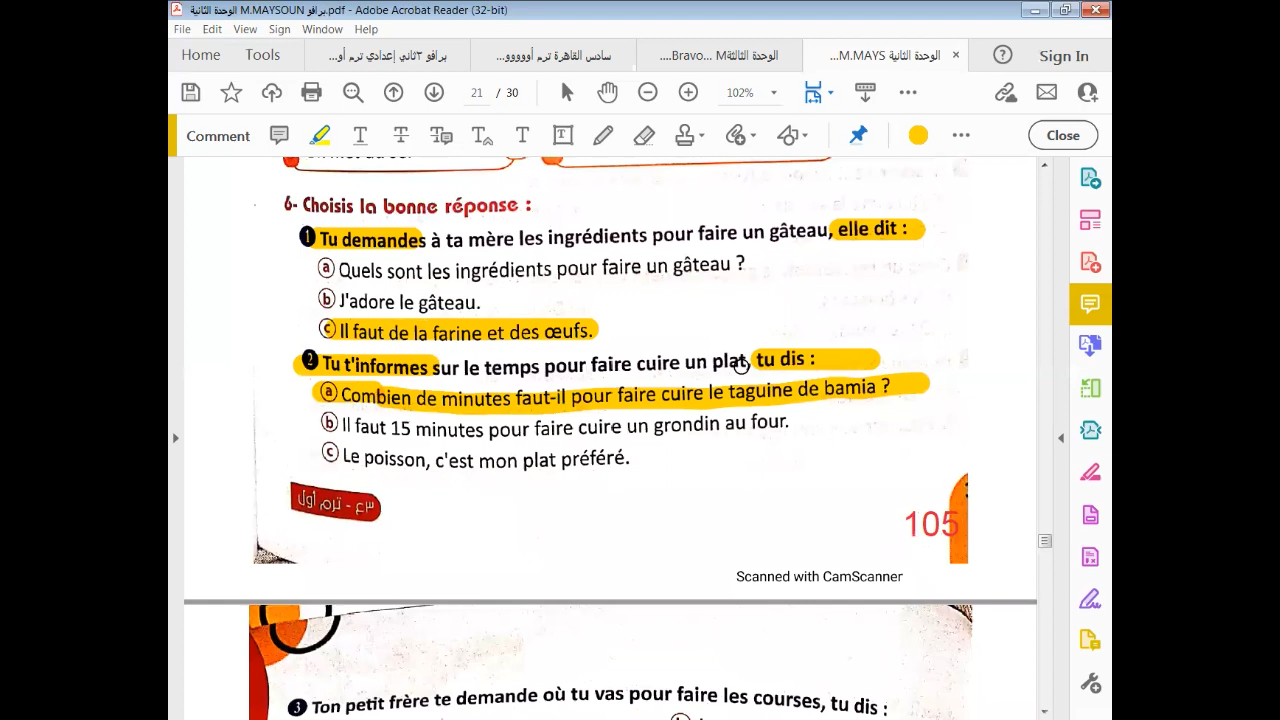 برافو M.MAYSOUN الوحدة الثانية.pdf - Adobe Acrobat Reader (32-bit)
File Edit View Sign Window Help
Home Tools
برافو ٣ثاني إعدادي ترم أو...
سادس القاهرة ترم أووووو...
الوحدة الثالثةBravo... M....
الوحدة الثانية M.MAYS...
Sign In
21 / 30
102%
Comment
Close
6- Choisis la bonne réponse :
1 Tu demandes à ta mère les ingrédients pour faire un gâteau, elle dit :
a Quels sont les ingrédients pour faire un gâteau ?
b J'adore le gâteau.
c Il faut de la farine et des œufs.
2 Tu t'informes sur le temps pour faire cuire un plat, tu dis :
a Combien de minutes faut-il pour faire cuire le taguine de bamia ?
b Il faut 15 minutes pour faire cuire un grondin au four.
c Le poisson, c'est mon plat préféré.
٣ع - ترم أول
105
Scanned with CamScanner
3 Ton petit frère te demande où tu vas pour faire les courses, tu dis :